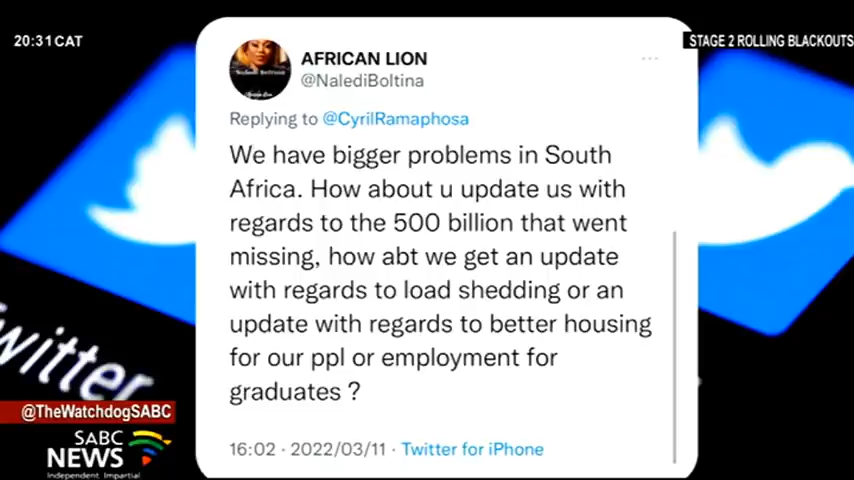 20:31 CAT
STAGE 2 ROLLING BLACKOUTS
AFRICAN LION
@NalediBoltina
Replying to @CyrilRamaphosa
We have bigger problems in South
Africa. How about u update us with
regards to the 500 billion that went
missing, how abt we get an update
with regards to load shedding or an
update with regards to better housing
for our ppl or employment for
graduates ?
16:02 · 2022/03/11 · Twitter for iPhone
witter
@TheWatchdogSABC
SABC
NEWS
Independent. Impartial